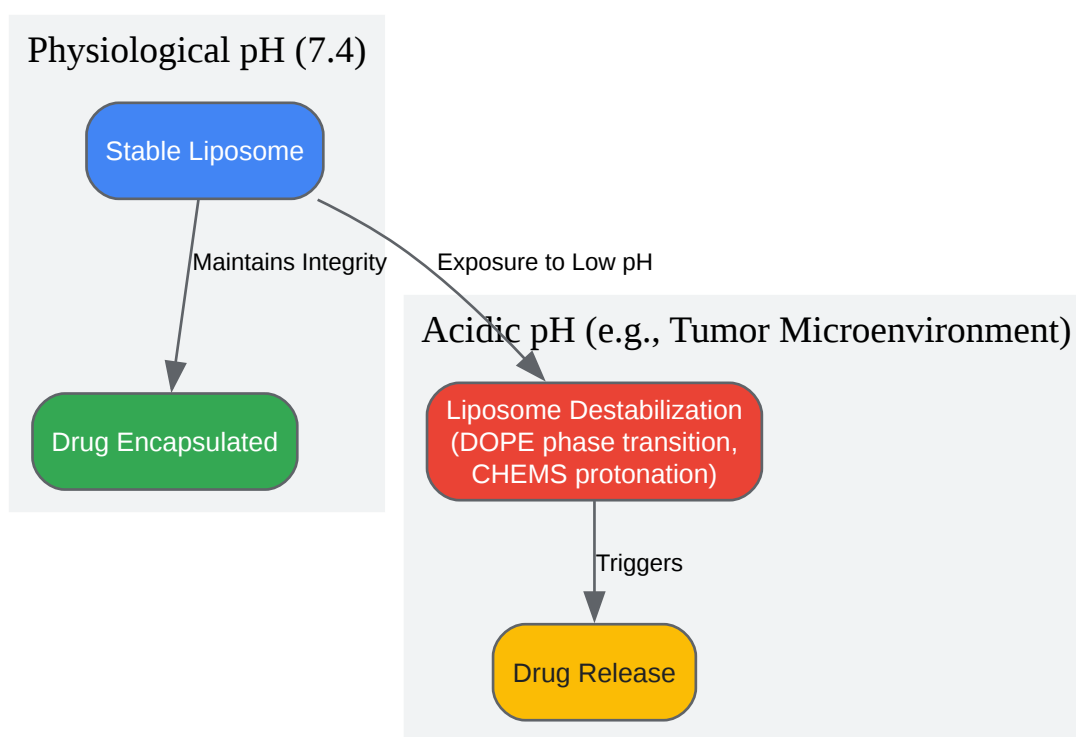 Physiological pH (7.4)
Stable Liposome
Maintains Integrity
Exposure to Low pH
Drug Encapsulated
Acidic pH (e.g., Tumor Microenvironment)
Liposome Destabilization
(DOPE phase transition,
CHEMS protonation)
Triggers
Drug Release